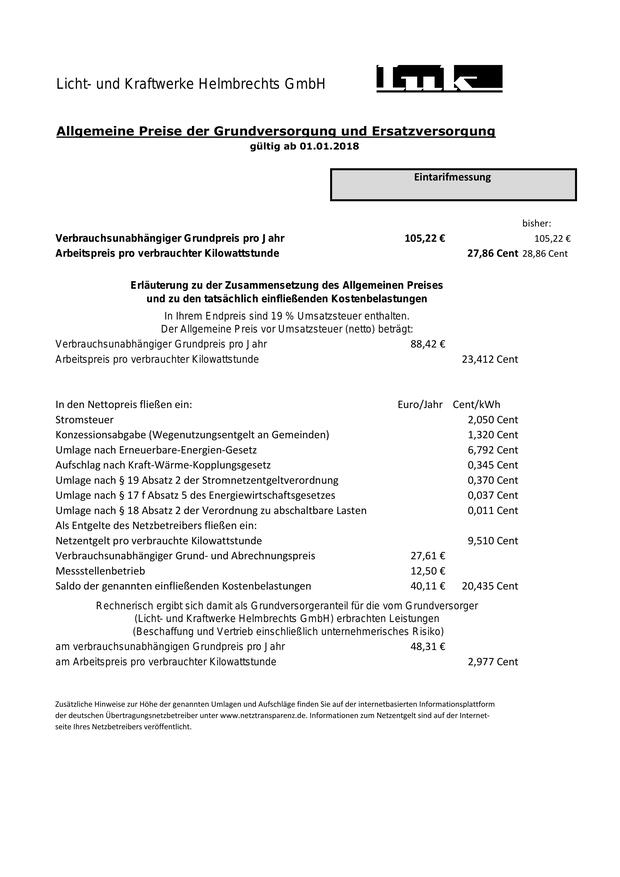 Licht- und Kraftwerke Helmbrechts GmbH
lmk
Allgemeine Preise der Grundversorgung und Ersatzversorgung
gültig ab 01.01.2018
Eintarifmessung
bisher:
Verbrauchsunabhängiger Grundpreis pro Jahr 105,22 € 105,22 €
Arbeitspreis pro verbrauchter Kilowattstunde 27,86 Cent 28,86 Cent
Erläuterung zu der Zusammensetzung des Allgemeinen Preises
und zu den tatsächlich einfließenden Kostenbelastungen
In Ihrem Endpreis sind 19 % Umsatzsteuer enthalten.
Der Allgemeine Preis vor Umsatzsteuer (netto) beträgt:
Verbrauchsunabhängiger Grundpreis pro Jahr 88,42 €
Arbeitspreis pro verbrauchter Kilowattstunde 23,412 Cent
In den Nettopreis fließen ein: Euro/Jahr Cent/kWh
Stromsteuer 2,050 Cent
Konzessionsabgabe (Wegenutzungsentgelt an Gemeinden) 1,320 Cent
Umlage nach Erneuerbare-Energien-Gesetz 6,792 Cent
Aufschlag nach Kraft-Wärme-Kopplungsgesetz 0,345 Cent
Umlage nach § 19 Absatz 2 der Stromnetzentgeltverordnung 0,370 Cent
Umlage nach § 17 f Absatz 5 des Energiewirtschaftsgesetzes 0,037 Cent
Umlage nach § 18 Absatz 2 der Verordnung zu abschaltbare Lasten 0,011 Cent
Als Entgelte des Netzbetreibers fließen ein:
Netzentgelt pro verbrauchte Kilowattstunde 9,510 Cent
Verbrauchsunabhängiger Grund- und Abrechnungspreis 27,61 €
Messstellenbetrieb 12,50 €
Saldo der genannten einfließenden Kostenbelastungen 40,11 € 20,435 Cent
Rechnerisch ergibt sich damit als Grundversorgeranteil für die vom Grundversorger
(Licht- und Kraftwerke Helmbrechts GmbH) erbrachten Leistungen
(Beschaffung und Vertrieb einschließlich unternehmerisches Risiko)
am verbrauchsunabhängigen Grundpreis pro Jahr 48,31 €
am Arbeitspreis pro verbrauchter Kilowattstunde 2,977 Cent
Zusätzliche Hinweise zur Höhe der genannten Umlagen und Aufschläge finden Sie auf der internetbasierten Informationsplattform
der deutschen Übertragungsnetzbetreiber unter www.netztransparenz.de. Informationen zum Netzentgelt sind auf der Internet-
seite Ihres Netzbetreibers veröffentlicht.